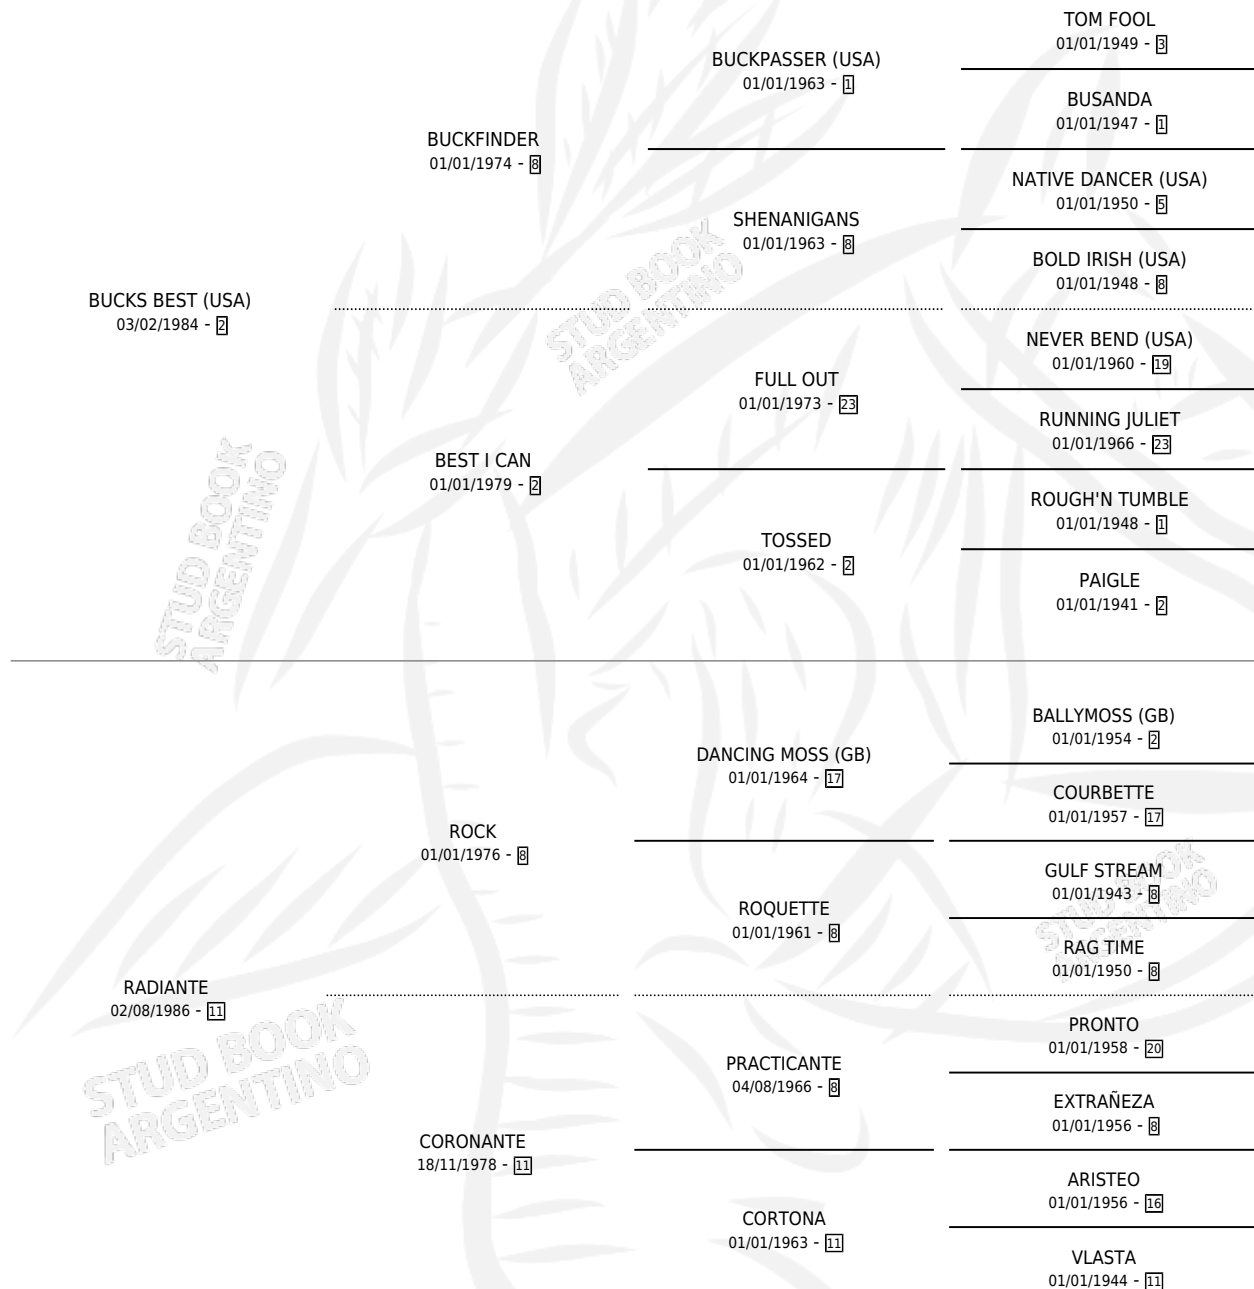 TOM FOOL
01/01/1949 - 3
BUCKPASSER (USA)
01/01/1963 - 1
BUSANDA
01/01/1947 - 1
BUCKFINDER
01/01/1974 - 8
NATIVE DANCER (USA)
01/01/1950 - 5
SHENANIGANS
01/01/1963 - 8
BOLD IRISH (USA)
01/01/1948 - 8
BUCKS BEST (USA)
03/02/1984 - 2
STUD BOOK
ARGENTINO
NEVER BEND (USA)
01/01/1960 - 19
FULL OUT
01/01/1973 - 23
RUNNING JULIET
01/01/1966 - 23
BEST I CAN
01/01/1979 - 2
ROUGH'N TUMBLE
01/01/1948 - 1
TOSSED
01/01/1962 - 2
PAIGLE
01/01/1941 - 2
STUD BOOK
ARGENTINO
BALLYMOSS (GB)
01/01/1954 - 2
DANCING MOSS (GB)
01/01/1964 - 17
COURBETTE
01/01/1957 - 17
ROCK
01/01/1976 - 8
GULF STREAM
01/01/1943 - 8
ROQUETTE
01/01/1961 - 8
RAG TIME
01/01/1950 - 8
STUD BOOK
ARGENTINO
RADIANTE
02/08/1986 - 11
PRONTO
01/01/1958 - 20
PRACTICANTE
04/08/1966 - 8
EXTRAÑEZA
01/01/1956 - 8
STUD BOOK
ARGENTINO
CORONANTE
18/11/1978 - 11
ARISTEO
01/01/1956 - 16
CORTONA
01/01/1963 - 11
VLASTA
01/01/1944 - 11